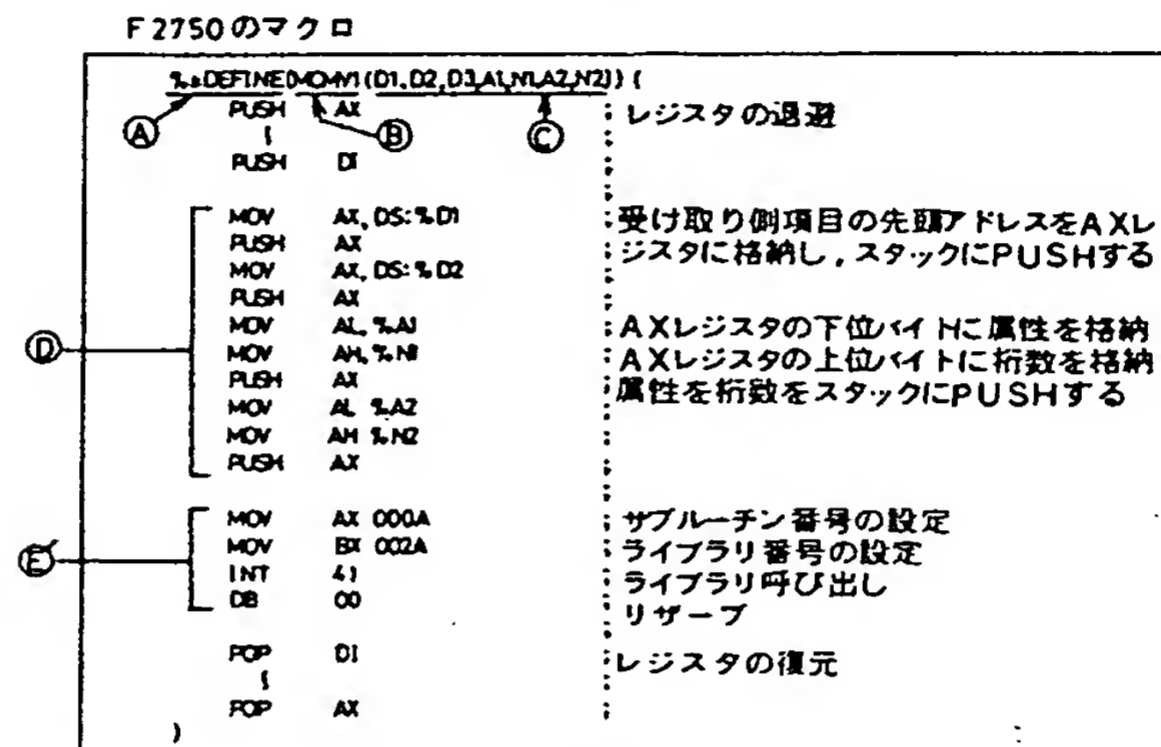 F2750のマクロ
%*DEFINE(MOMV1(D1,D2,D3,A1,N1,A2,N2)) (
PUSH AX ; レジスタの退避
Ⓐ Ⓑ Ⓒ
PUSH DI
MOV AX, DS:%D1 ; 受け取り側項目の先頭アドレスをAXレ
PUSH AX ; ジスタに格納し,スタックにPUSHする
MOV AX, DS:%D2
PUSH AX
MOV AL, %A1 ; AXレジスタの下位バイトに属性を格納
Ⓓ MOV AH, %N1 ; AXレジスタの上位バイトに桁数を格納
PUSH AX ; 属性を桁数をスタックにPUSHする
MOV AL %A2
MOV AH %N2
PUSH AX
MOV AX 000A ; サブルーチン番号の設定
MOV BX 002A ; ライブラリ番号の設定
Ⓔ INT 41 ; ライブラリ呼び出し
DB 00 ; リザーブ
POP DI ; レジスタの復元
POP AX ;
)